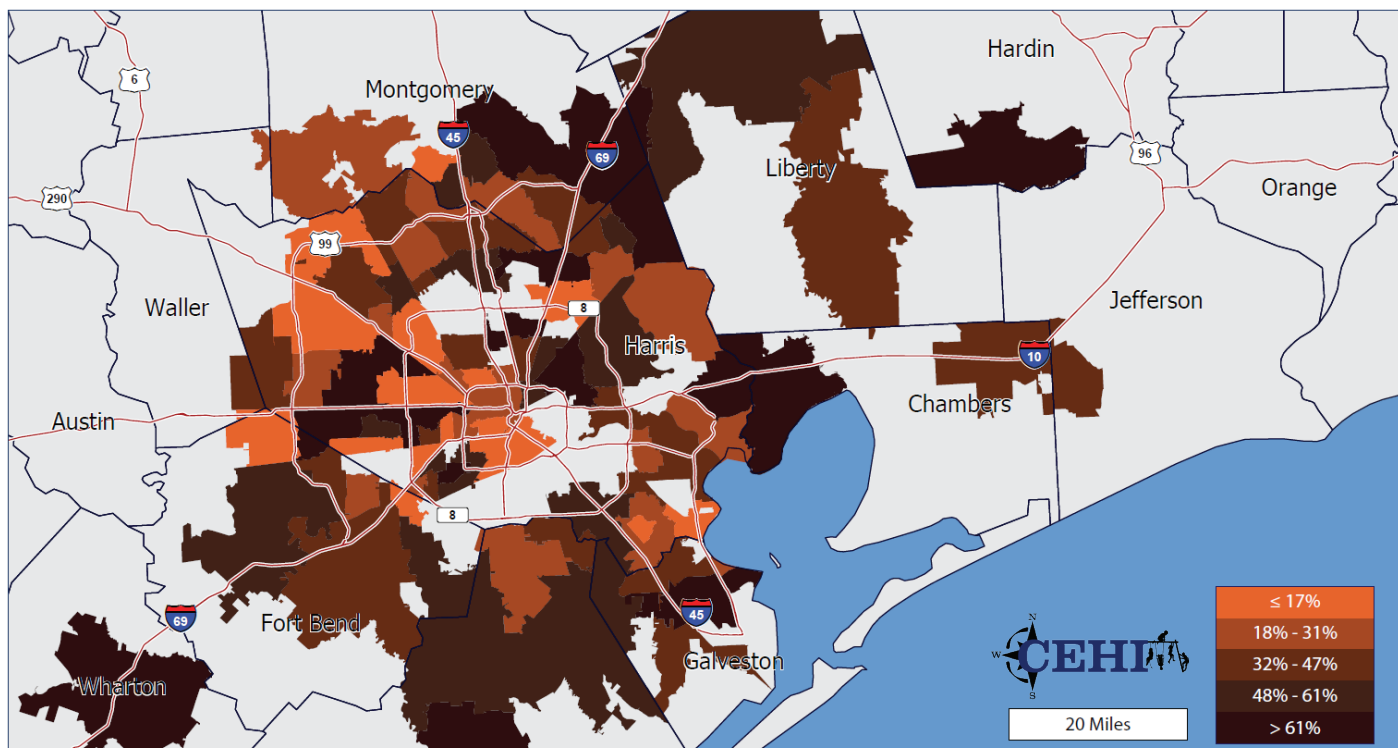 Hardin
6
Montgomery
45
69
96
Liberty
Orange
290
99
Waller
Jefferson
8
Harris
10
Chambers
Austin
8
69
Fort Bend
45
Galveston
Wharton
N
W
S
CEHI
20 Miles
≤ 17%
18% - 31%
32% - 47%
48% - 61%
> 61%